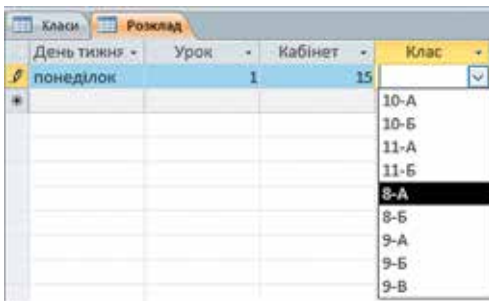 Класи Розклад
День тижня Урок Кабінет Клас
понеділок 1 15
10-А
10-Б
11-А
11-Б
8-А
8-Б
9-А
9-Б
9-В